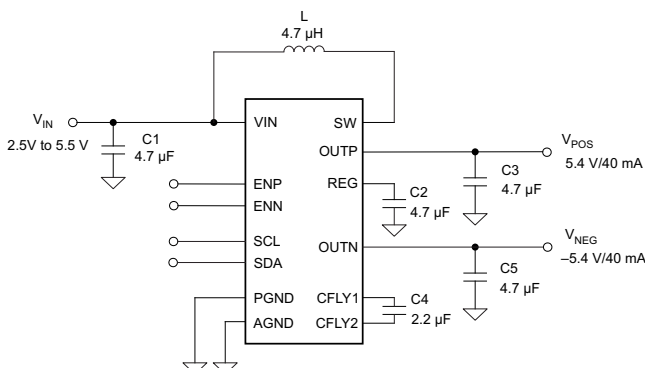 L
4.7 µH
VIN
2.5V to 5.5 V
C1
4.7 µF
VIN
SW
OUTP
VPOS
5.4 V/40 mA
C3
4.7 µF
ENP
REG
C2
4.7 µF
ENN
SCL
OUTN
VNEG
–5.4 V/40 mA
SDA
C5
4.7 µF
PGND
CFLY1
C4
2.2 µF
AGND
CFLY2